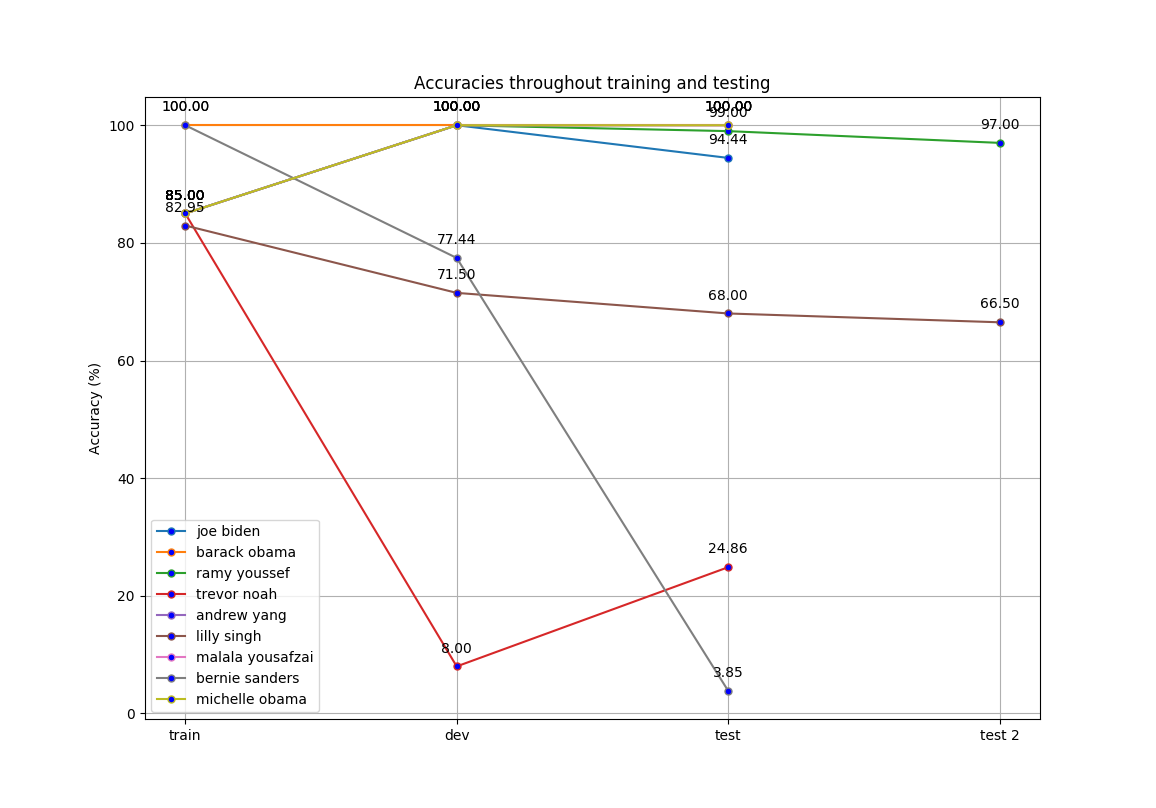 Accuracies throughout training and testing
100.00
100.00
100.00
99.00
97.00
94.44
85.00
82.95
77.44
71.50
68.00
66.50
24.86
8.00
3.85
Accuracy (%)
100
80
60
40
20
0
joe biden
barack obama
ramy youssef
trevor noah
andrew yang
lilly singh
malala yousafzai
bernie sanders
michelle obama
train
dev
test
test 2